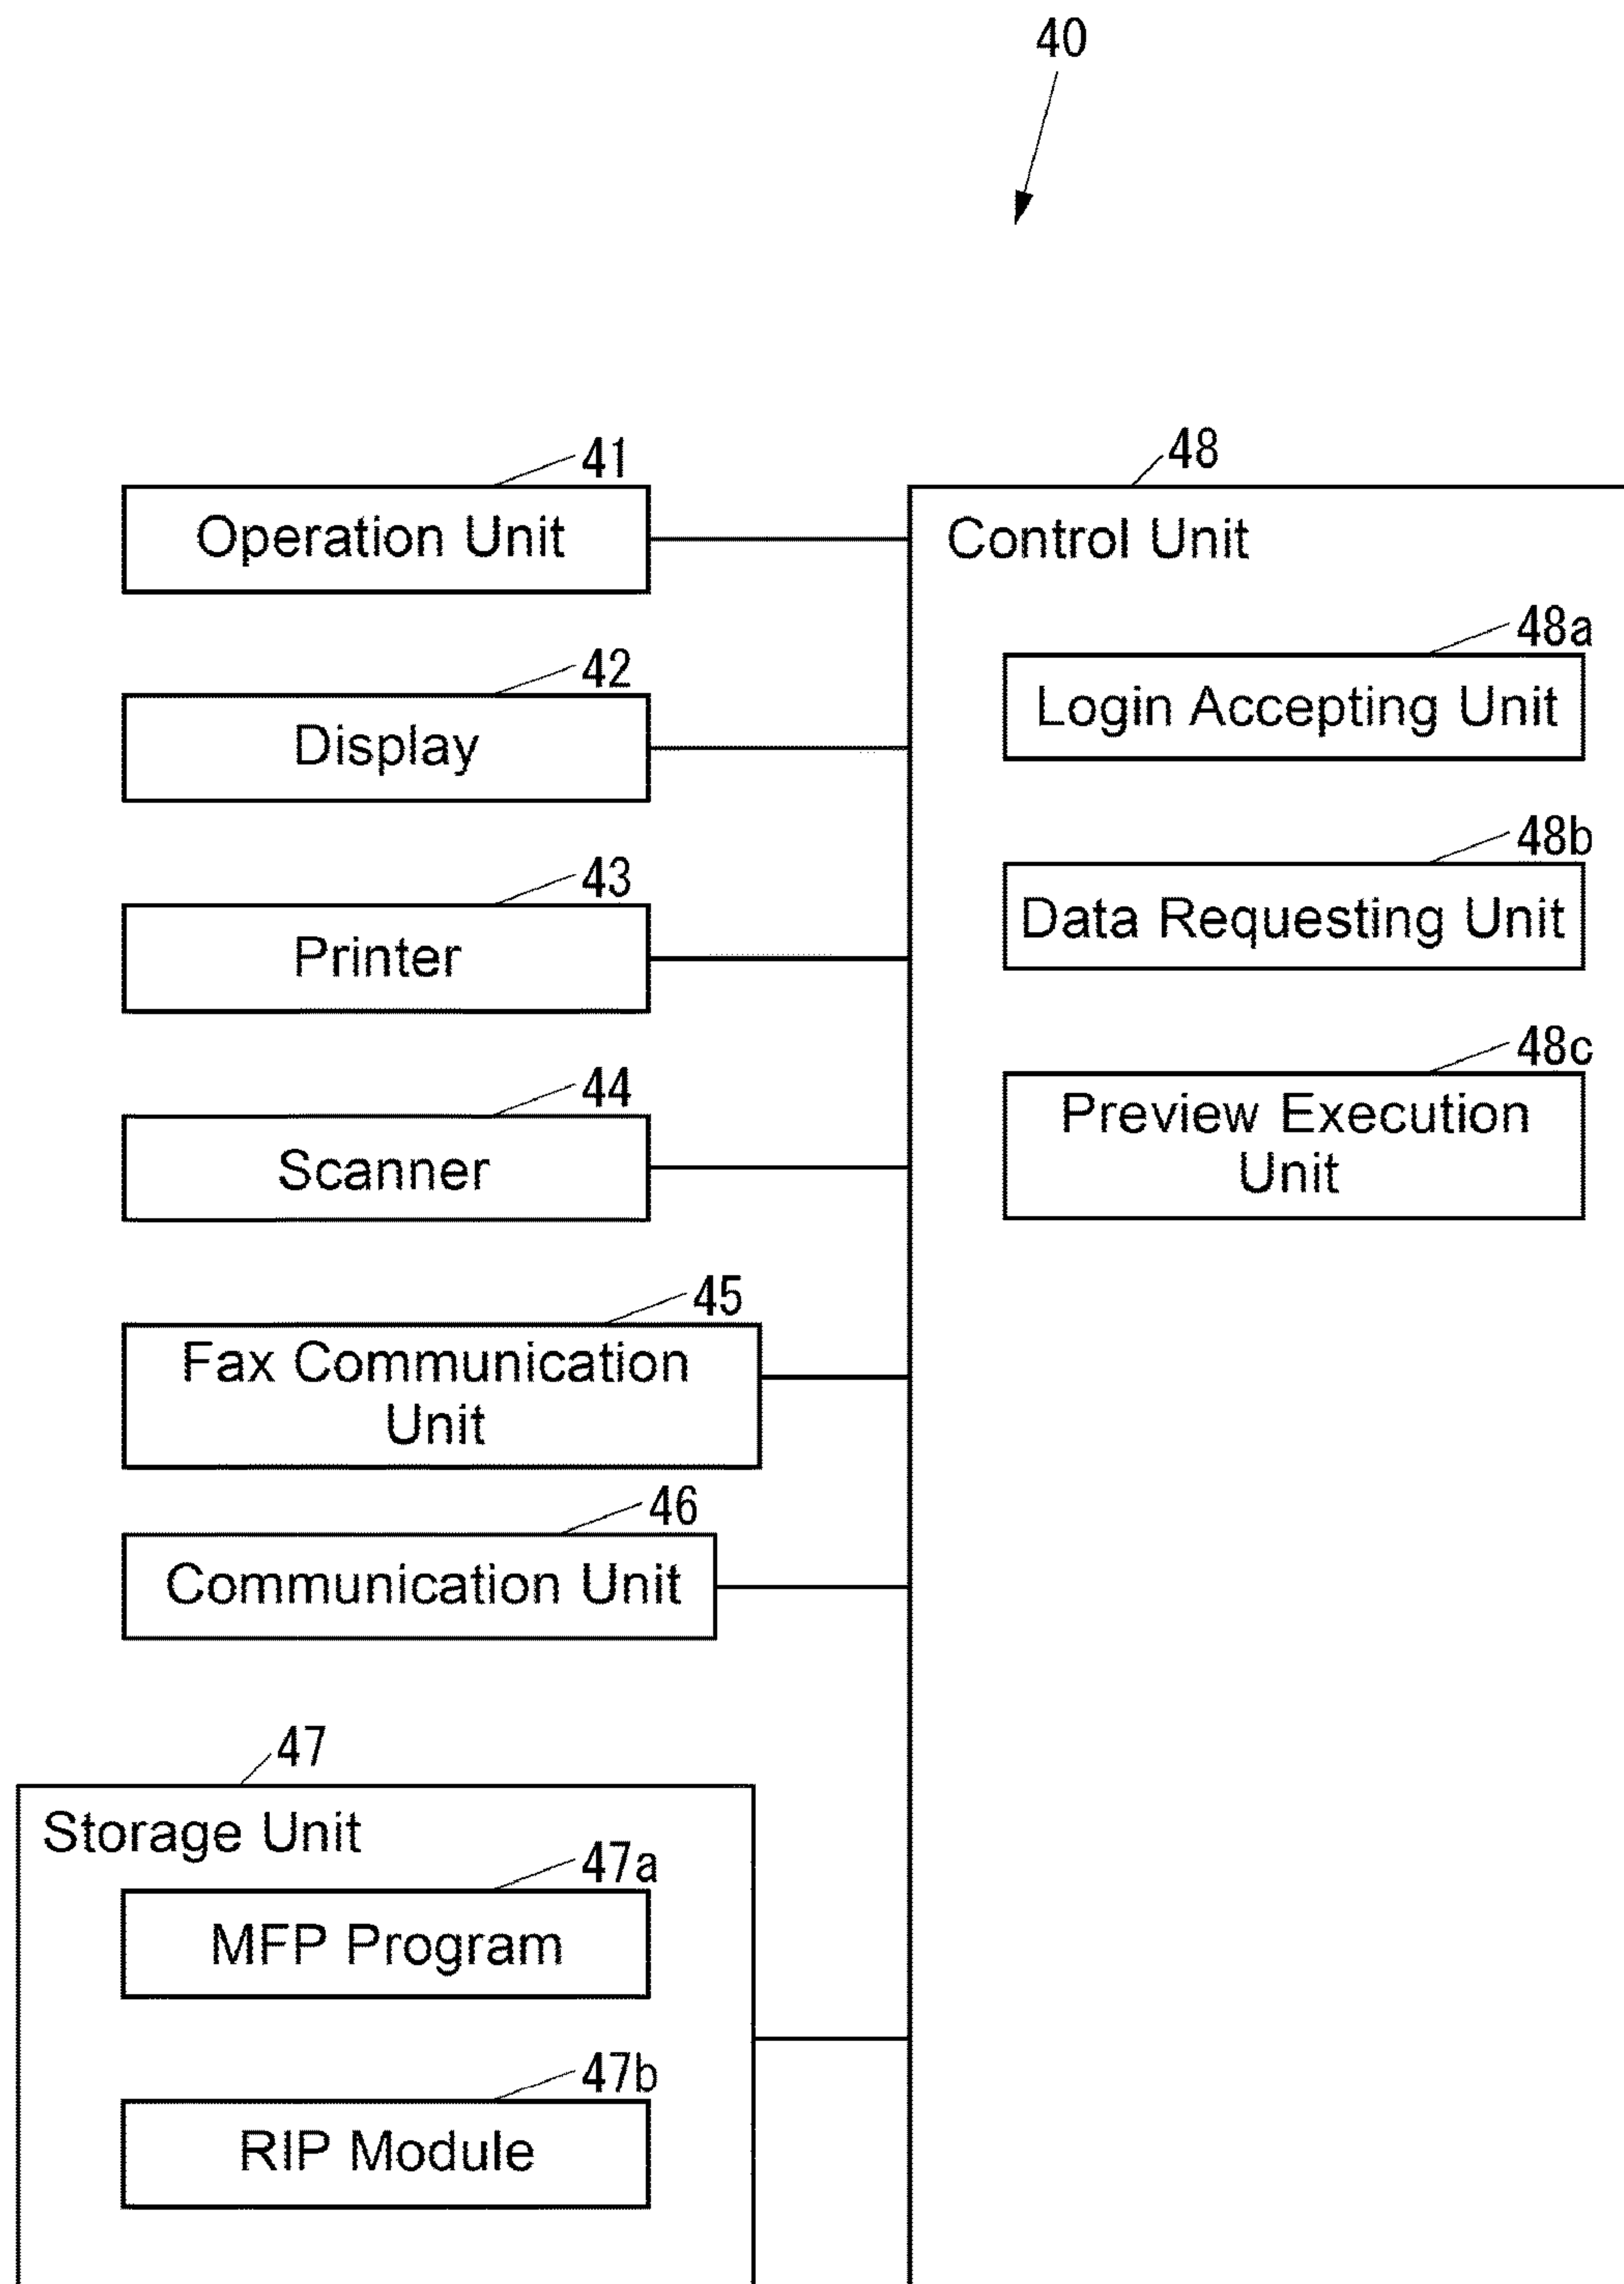 40
41
Operation Unit
42
Display
43
Printer
44
Scanner
45
Fax Communication
Unit
46
Communication Unit
47
Storage Unit
47a
MFP Program
47b
RIP Module
48
Control Unit
48a
Login Accepting Unit
48b
Data Requesting Unit
48c
Preview Execution
Unit